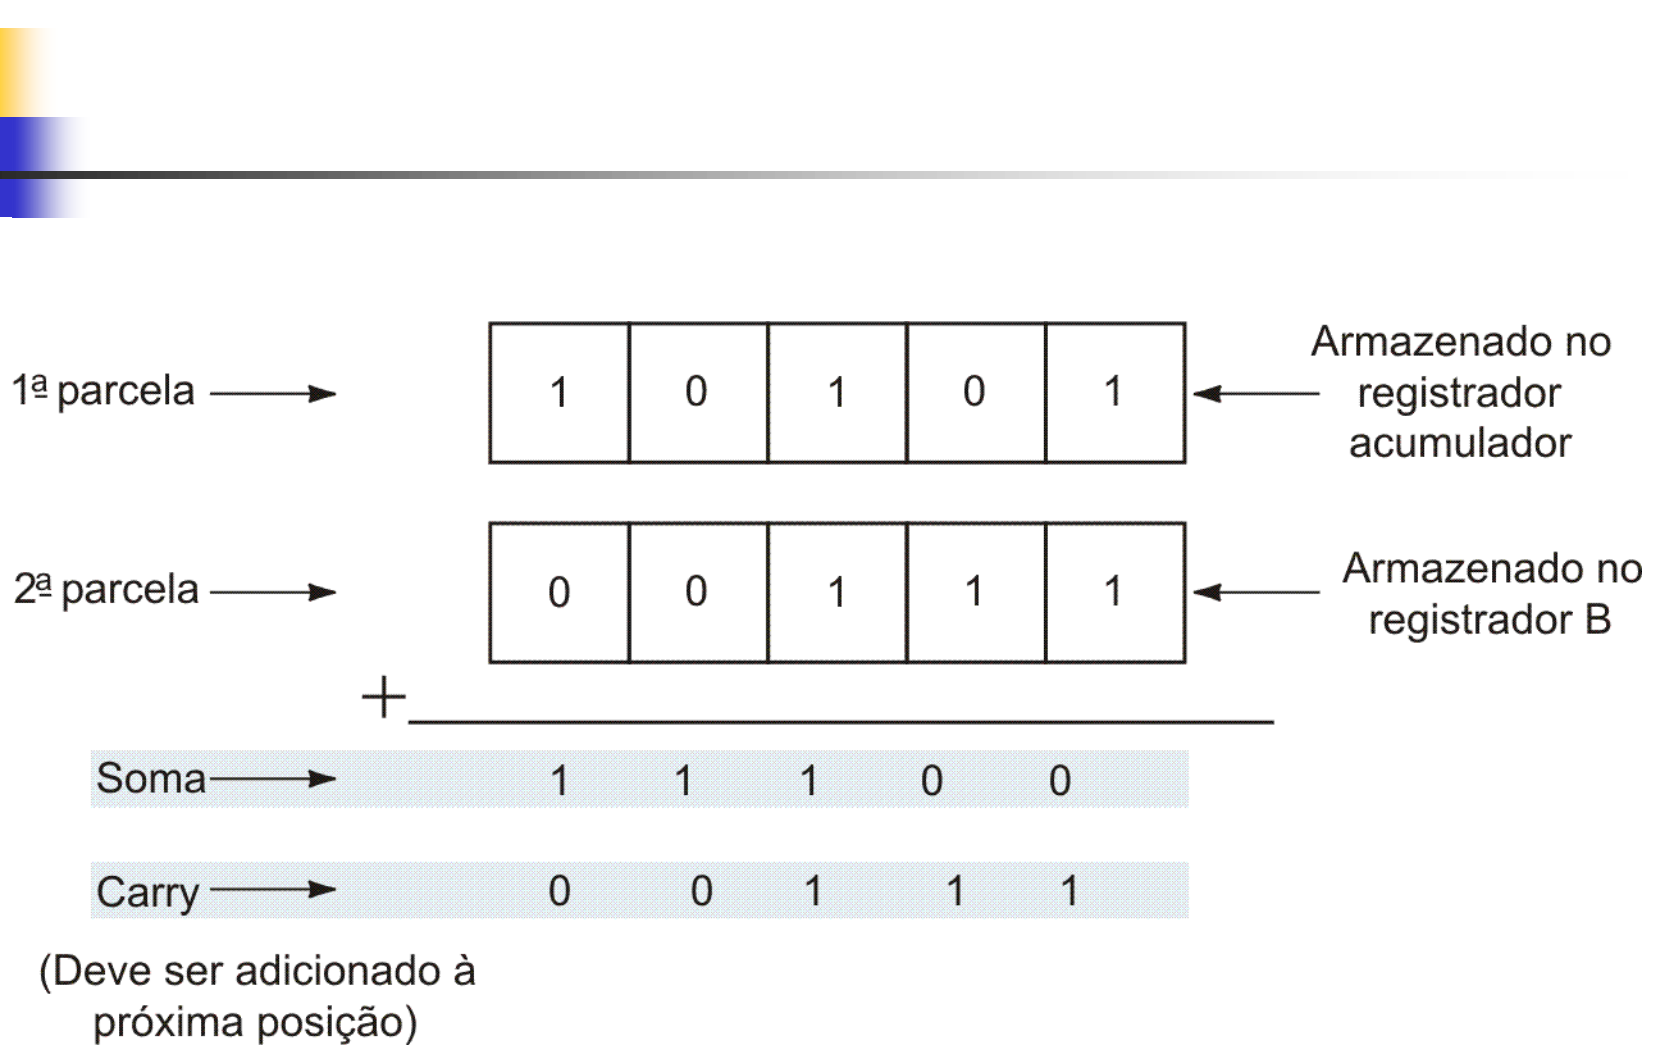 1ª parcela 1 0 1 0 1 Armazenado no
registrador
acumulador
2ª parcela 0 0 1 1 1 Armazenado no
registrador B
+
Soma 1 1 1 0 0
Carry 0 0 1 1 1
(Deve ser adicionado à
próxima posição)